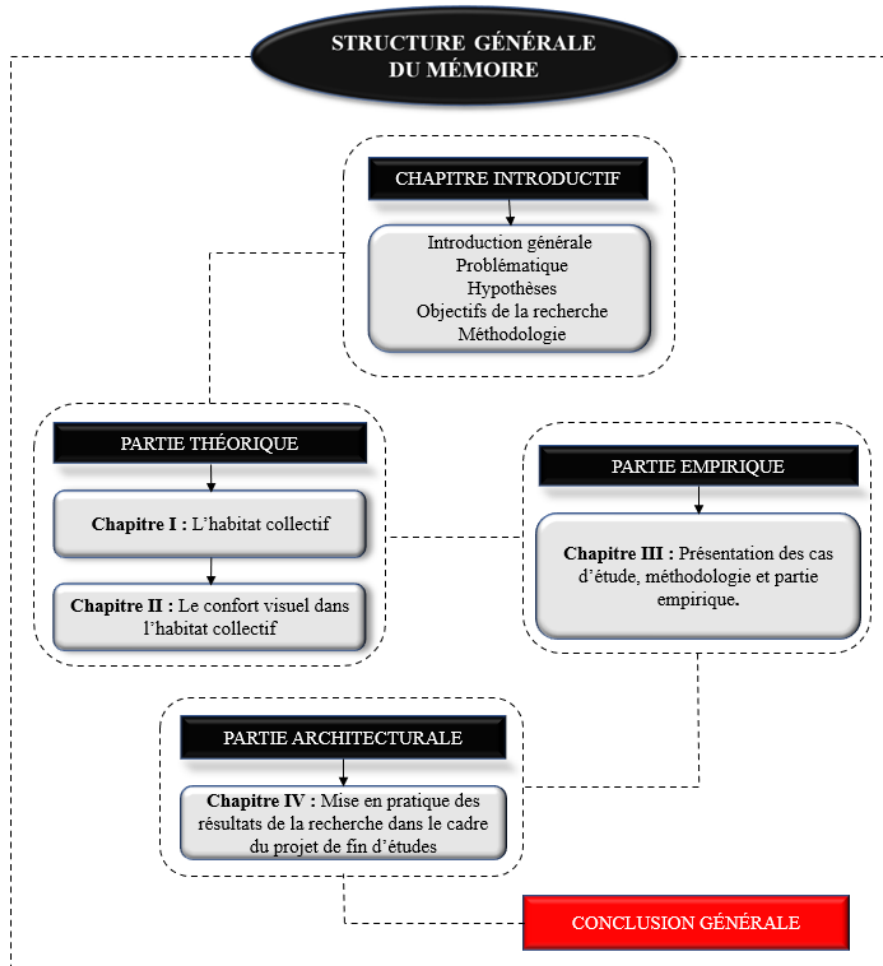 STRUCTURE GÉNÉRALE
DU MÉMOIRE
CHAPITRE INTRODUCTIF
Introduction générale
Problématique
Hypothèses
Objectifs de la recherche
Méthodologie
PARTIE THÉORIQUE
Chapitre I : L’habitat collectif
Chapitre II : Le confort visuel dans
l’habitat collectif
PARTIE EMPIRIQUE
Chapitre III : Présentation des cas
d’étude, méthodologie et partie
empirique.
PARTIE ARCHITECTURALE
Chapitre IV : Mise en pratique des
résultats de la recherche dans le cadre
du projet de fin d’études
CONCLUSION GÉNÉRALE